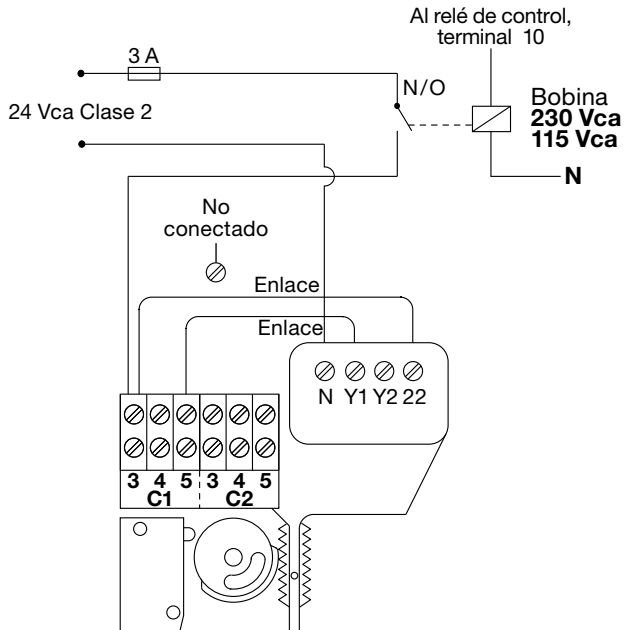 Al relé de control,
terminal 10
3 A
N/O
24 Vca Clase 2
Bobina
230 Vca
115 Vca
N
No
conectado
Enlace
Enlace
N Y1 Y2 22
3 4 5 3 4 5
C1 C2